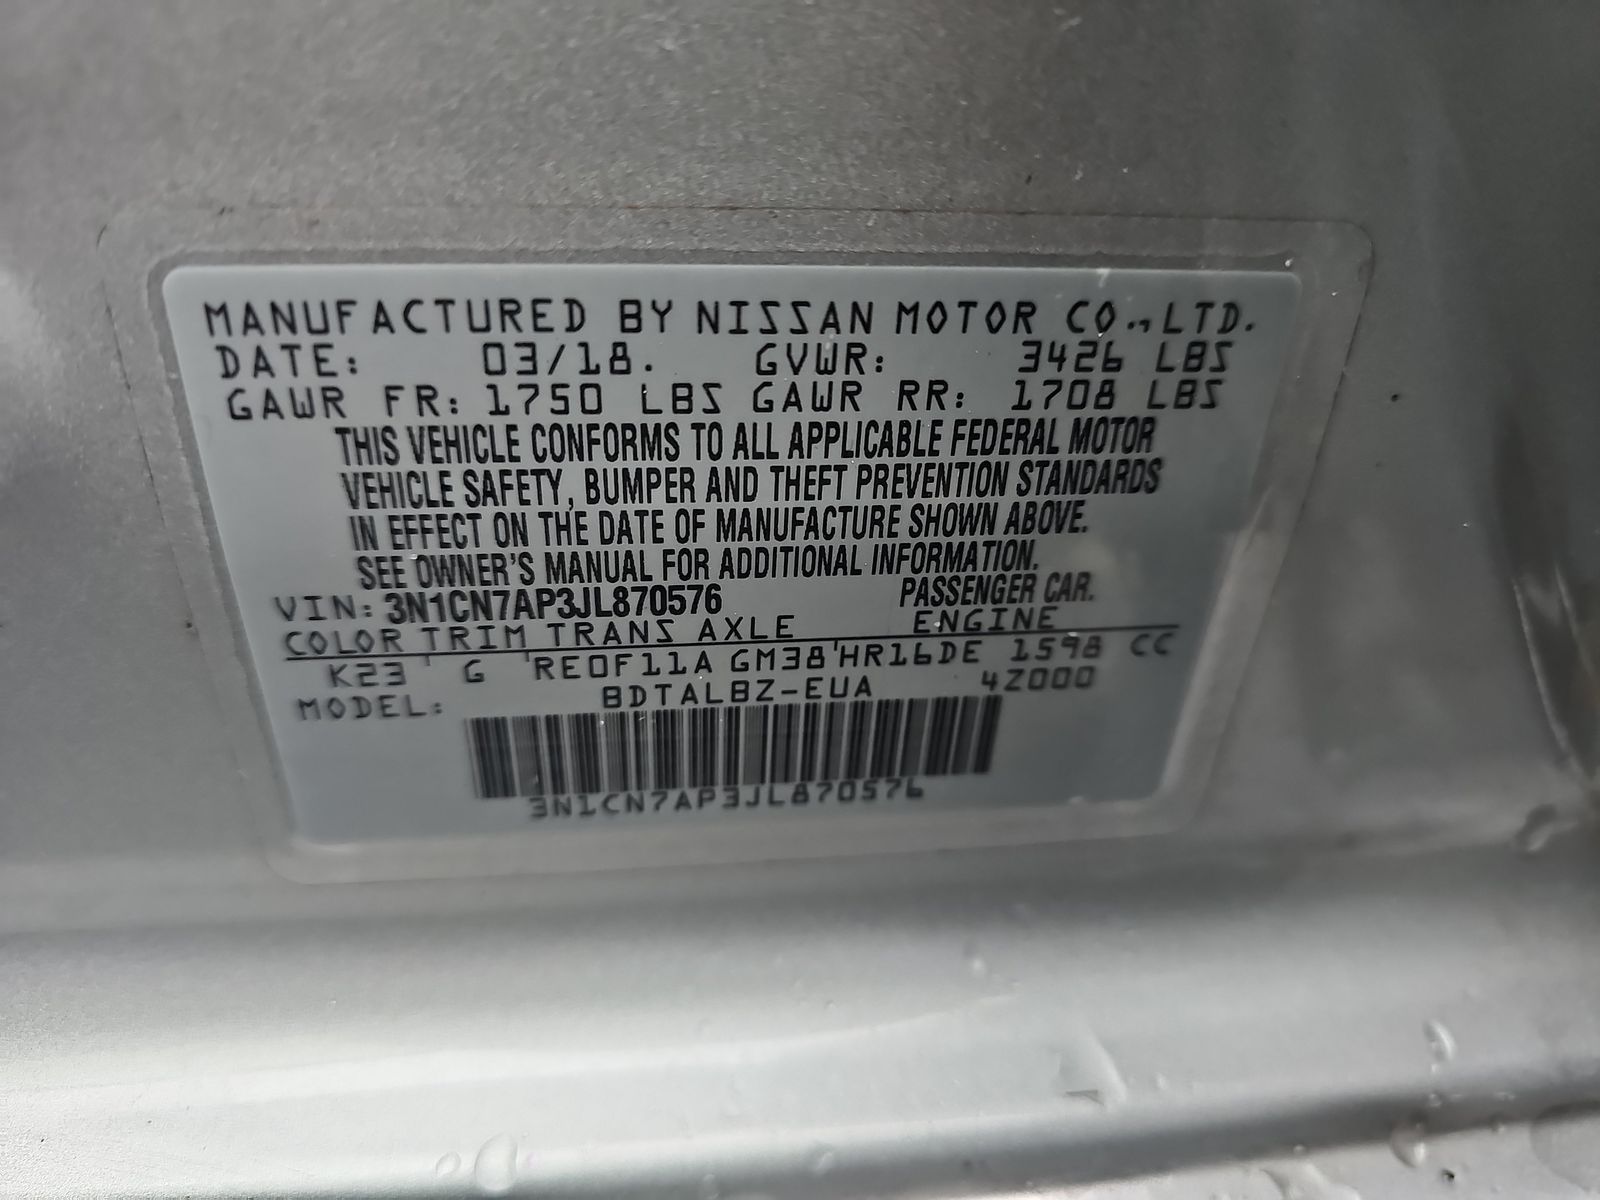 MANUFACTURED BY NISSAN MOTOR CO., LTD.
DATE: 03/18. GVWR: 3426 LBS
GAWR FR: 1750 LBS GAWR RR: 1708 LBS
THIS VEHICLE CONFORMS TO ALL APPLICABLE FEDERAL MOTOR
VEHICLE SAFETY, BUMPER AND THEFT PREVENTION STANDARDS
IN EFFECT ON THE DATE OF MANUFACTURE SHOWN ABOVE.
SEE OWNER'S MANUAL FOR ADDITIONAL INFORMATION.
VIN: 3N1CN7AP3JL870576 PASSENGER CAR.
COLOR TRIM TRANS AXLE ENGINE
K23 G RE0F11A GM38 HR16DE 1598 CC
MODEL: BDTALBZ-EUA 4Z000
3N1CN7AP3JL870576